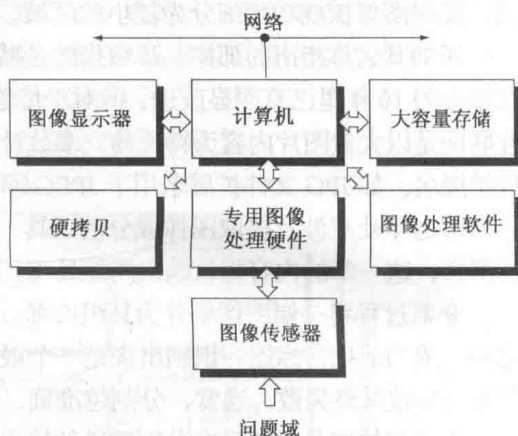 网络
图像显示器
计算机
大容量存储
硬拷贝
专用图像
处理硬件
图像处理软件
图像传感器
问题域